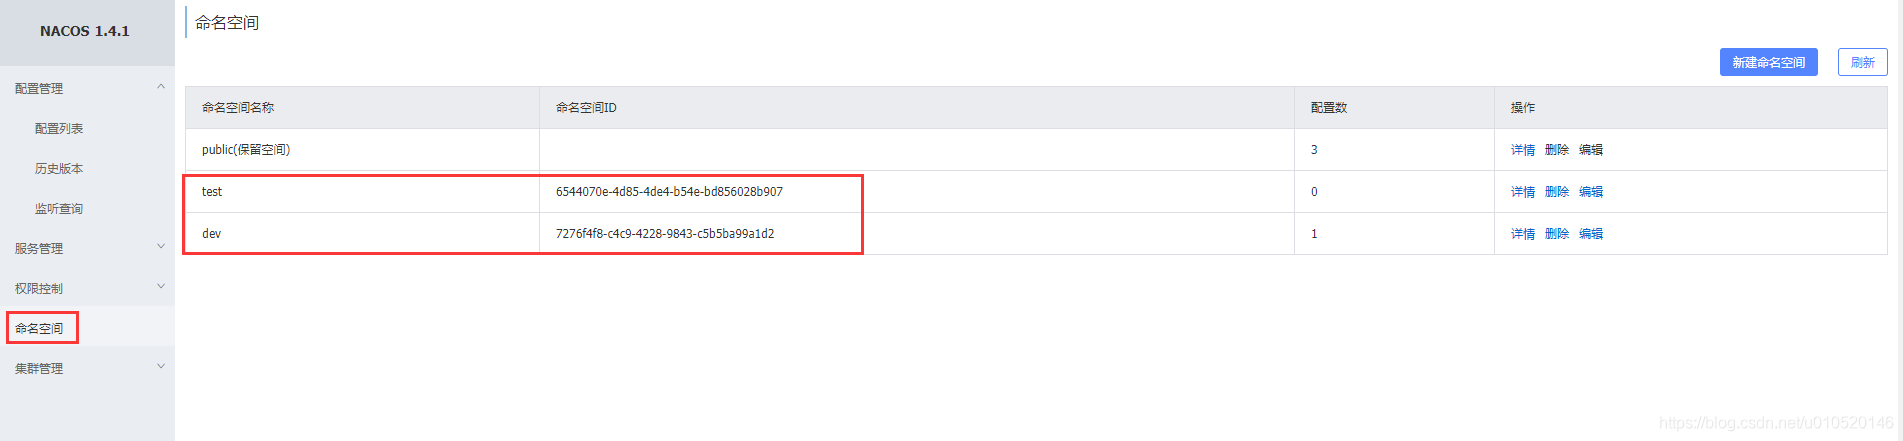 NACOS 1.4.1
配置管理
配置列表
历史版本
监听查询
服务管理
权限控制
命名空间
集群管理
命名空间
新建命名空间 刷新
命名空间名称 命名空间ID 配置数 操作
public(保留空间) 3 详情 删除 编辑
test 6544070e-4d85-4de4-b54e-bd856028b907 0 详情 删除 编辑
dev 7276f4f8-c4c9-4228-9843-c5b5ba99a1d2 1 详情 删除 编辑
https://blog.csdn.net/u010520146